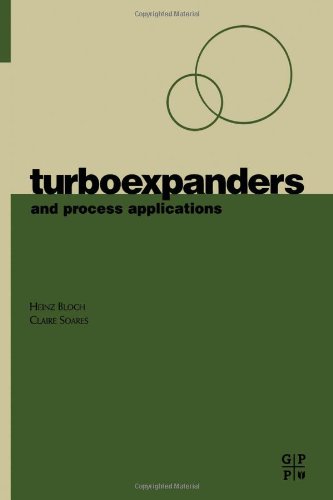 turboexpanders
and process applications
Heinz Bloch
Claire Soares
G P
P